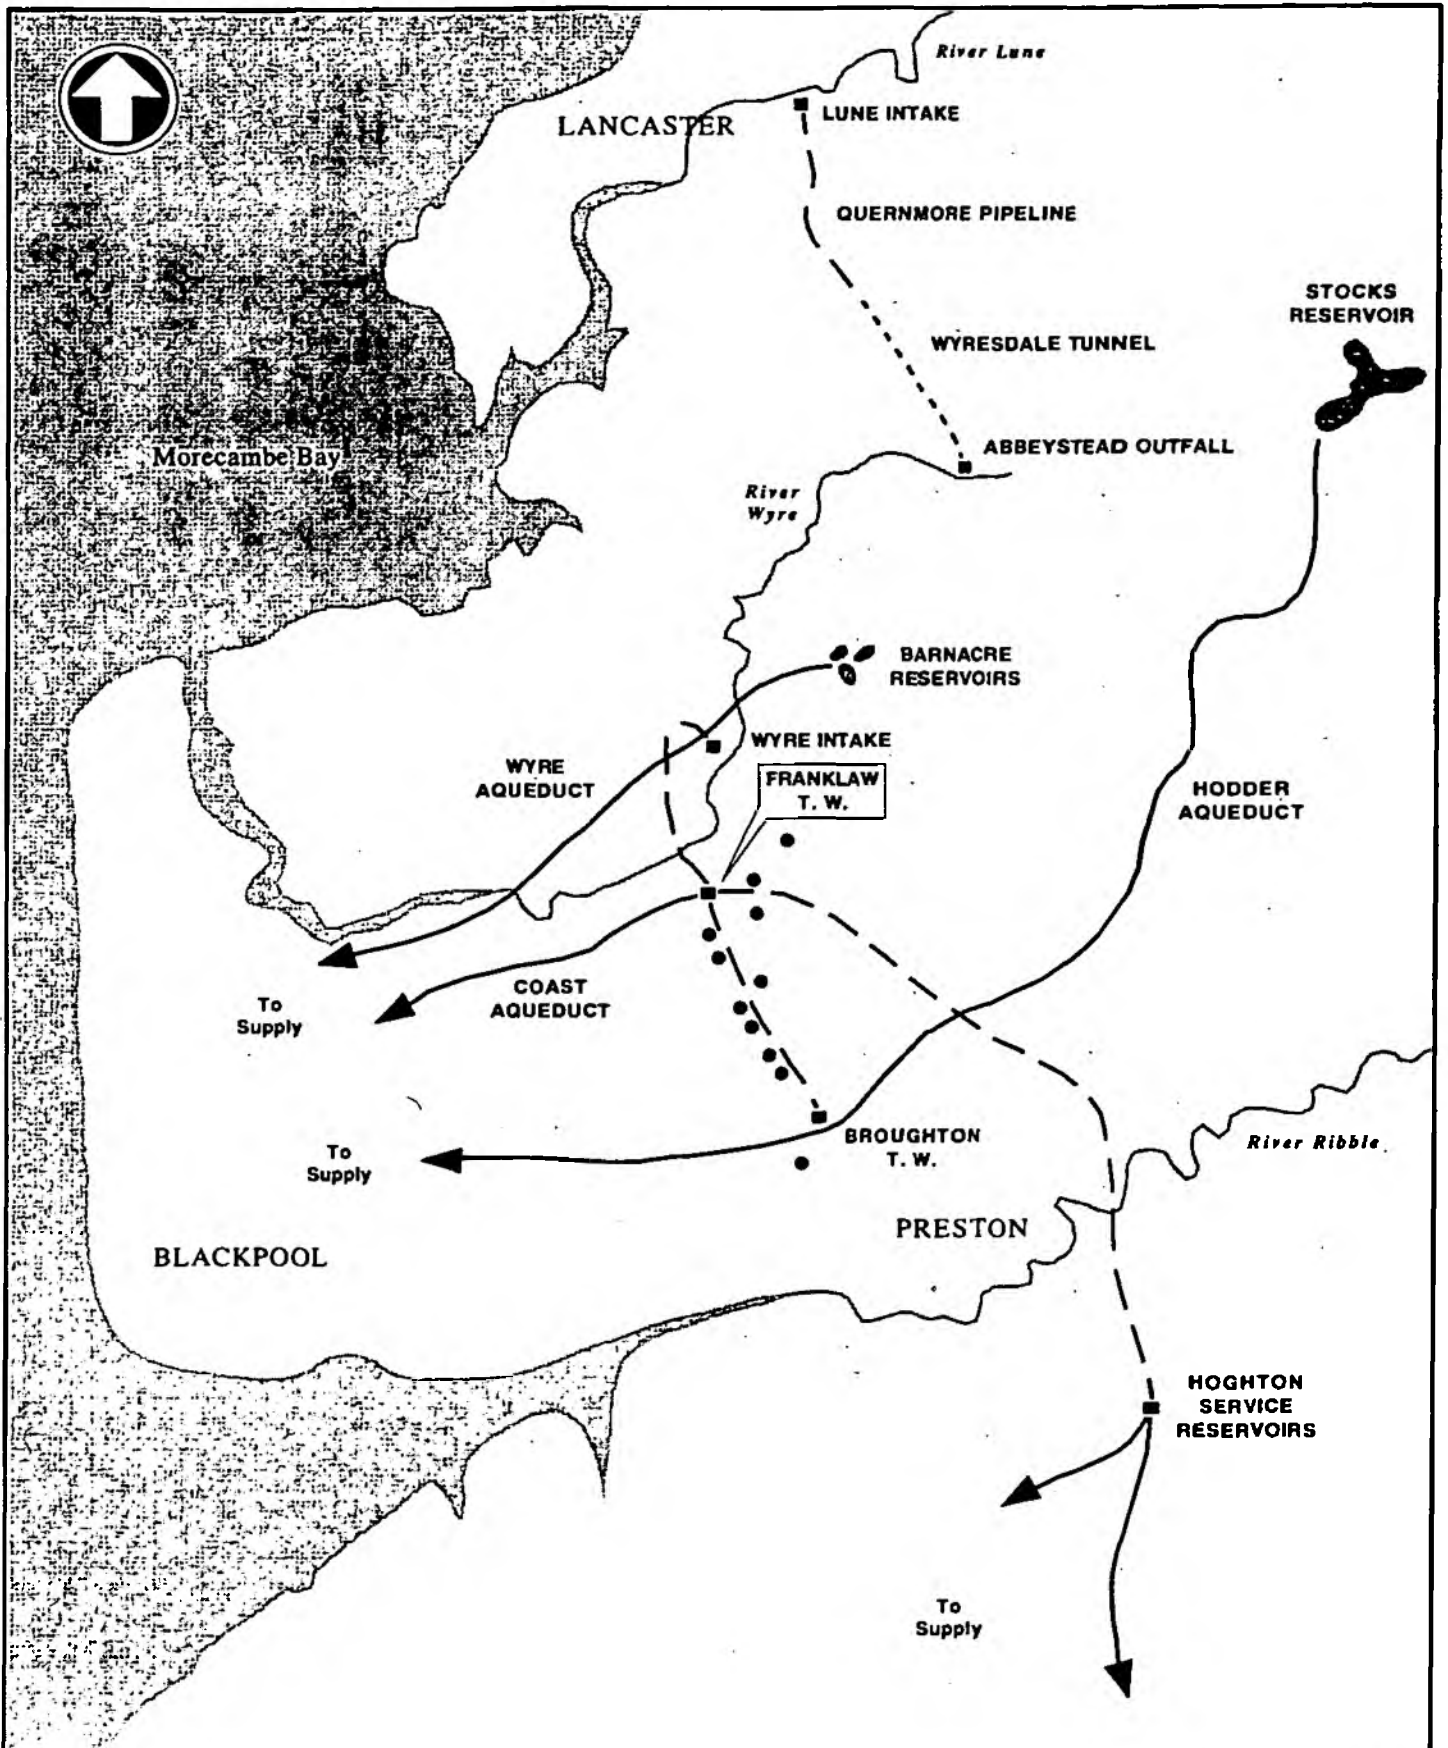 River Lune
LUNE INTAKE
LANCASTER
QUERNMORE PIPELINE
STOCKS
RESERVOIR
WYRESDALE TUNNEL
ABBEYSTEAD OUTFALL
Morecambe Bay
River
Wyre
BARNACRE
RESERVOIRS
WYRE INTAKE
WYRE
AQUEDUCT
FRANKLAW
T. W.
HODDER
AQUEDUCT
COAST
AQUEDUCT
To
Supply
BROUGHTON
T. W.
River Ribble
To
Supply
PRESTON
BLACKPOOL
HOGHTON
SERVICE
RESERVOIRS
To
Supply